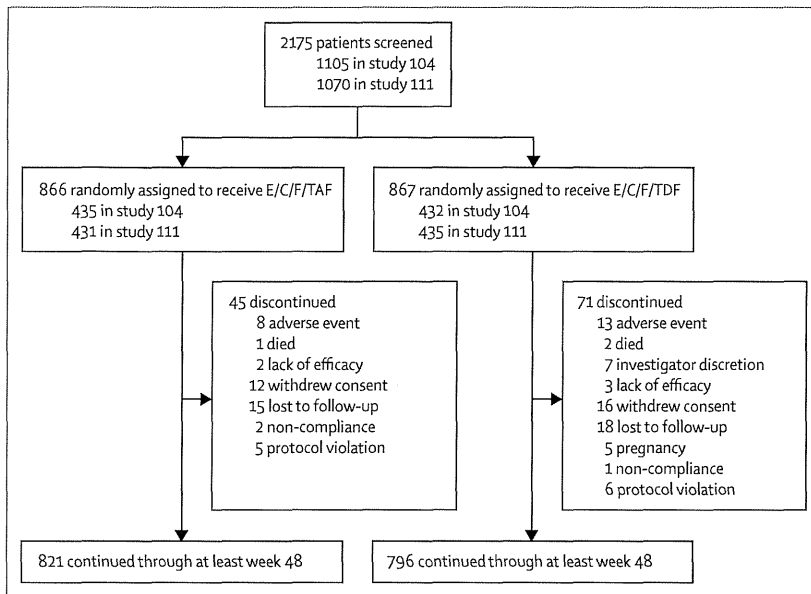 2175 patients screened
1105 in study 104
1070 in study 111
866 randomly assigned to receive E/C/F/TAF
435 in study 104
431 in study 111
867 randomly assigned to receive E/C/F/TDF
432 in study 104
435 in study 111
45 discontinued
8 adverse event
1 died
2 lack of efficacy
12 withdrew consent
15 lost to follow-up
2 non-compliance
5 protocol violation
71 discontinued
13 adverse event
2 died
7 investigator discretion
3 lack of efficacy
16 withdrew consent
18 lost to follow-up
5 pregnancy
1 non-compliance
6 protocol violation
821 continued through at least week 48
796 continued through at least week 48